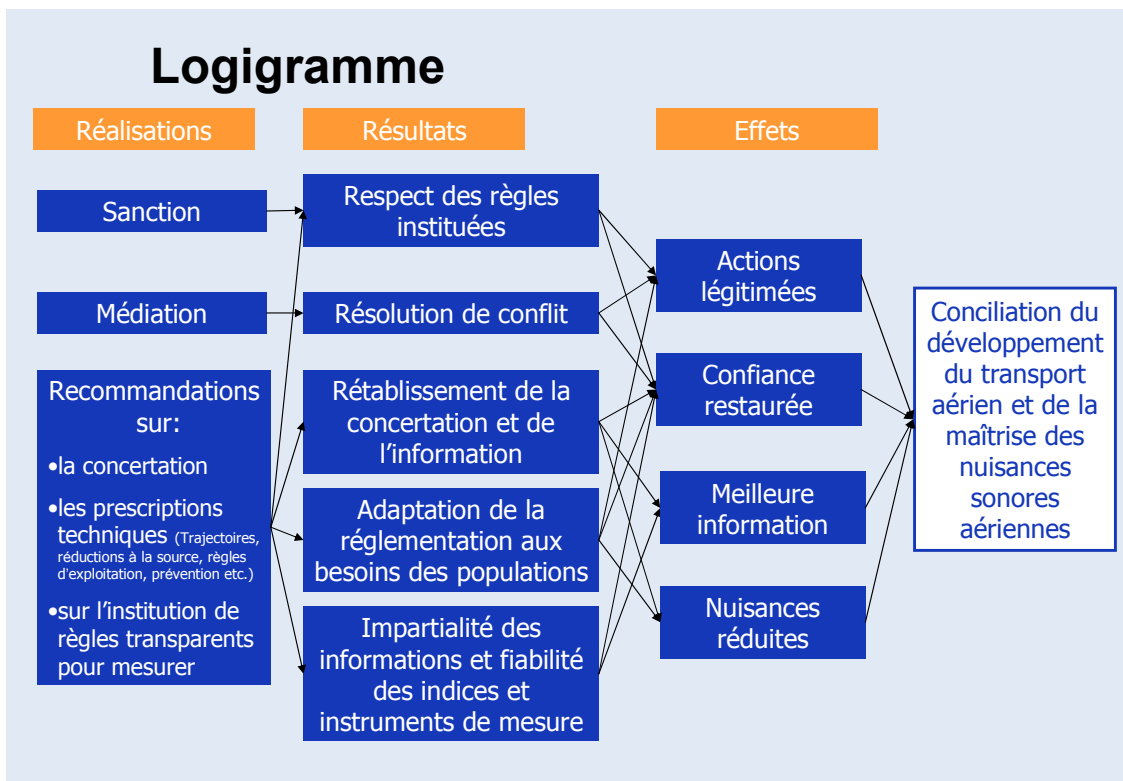 Logigramme
Réalisations
Résultats
Effets
Sanction
Médiation
Recommandations
sur:
•la concertation
•les prescriptions
techniques (Trajectoires,
réductions à la source, règles
d'exploitation, prévention etc.)
•sur l'institution de
règles transparents
pour mesurer
Respect des règles
instituées
Résolution de conflit
Rétablissement de la
concertation et de
l'information
Adaptation de la
réglementation aux
besoins des populations
Impartialité des
informations et fiabilité
des indices et
instruments de mesure
Actions
légitimées
Confiance
restaurée
Meilleure
information
Nuisances
réduites
Conciliation du
développement
du transport
aérien et de la
maîtrise des
nuisances
sonores
aériennes